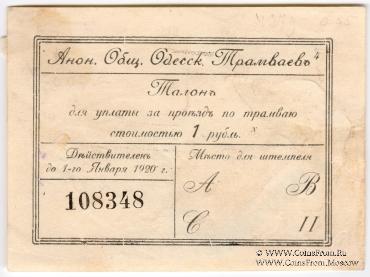 Анон. Общ. Одесск. Трамваевъ
Талонъ
для уплаты за проѣздъ по трамваю
стоимостью 1 рубль.
Дѣйствителенъ
до 1-го Января 1920 г.
108348
Мѣсто для штемпеля
А В
С II
© www.CoinsFrom.Ru
CoinsFrom.Moscow